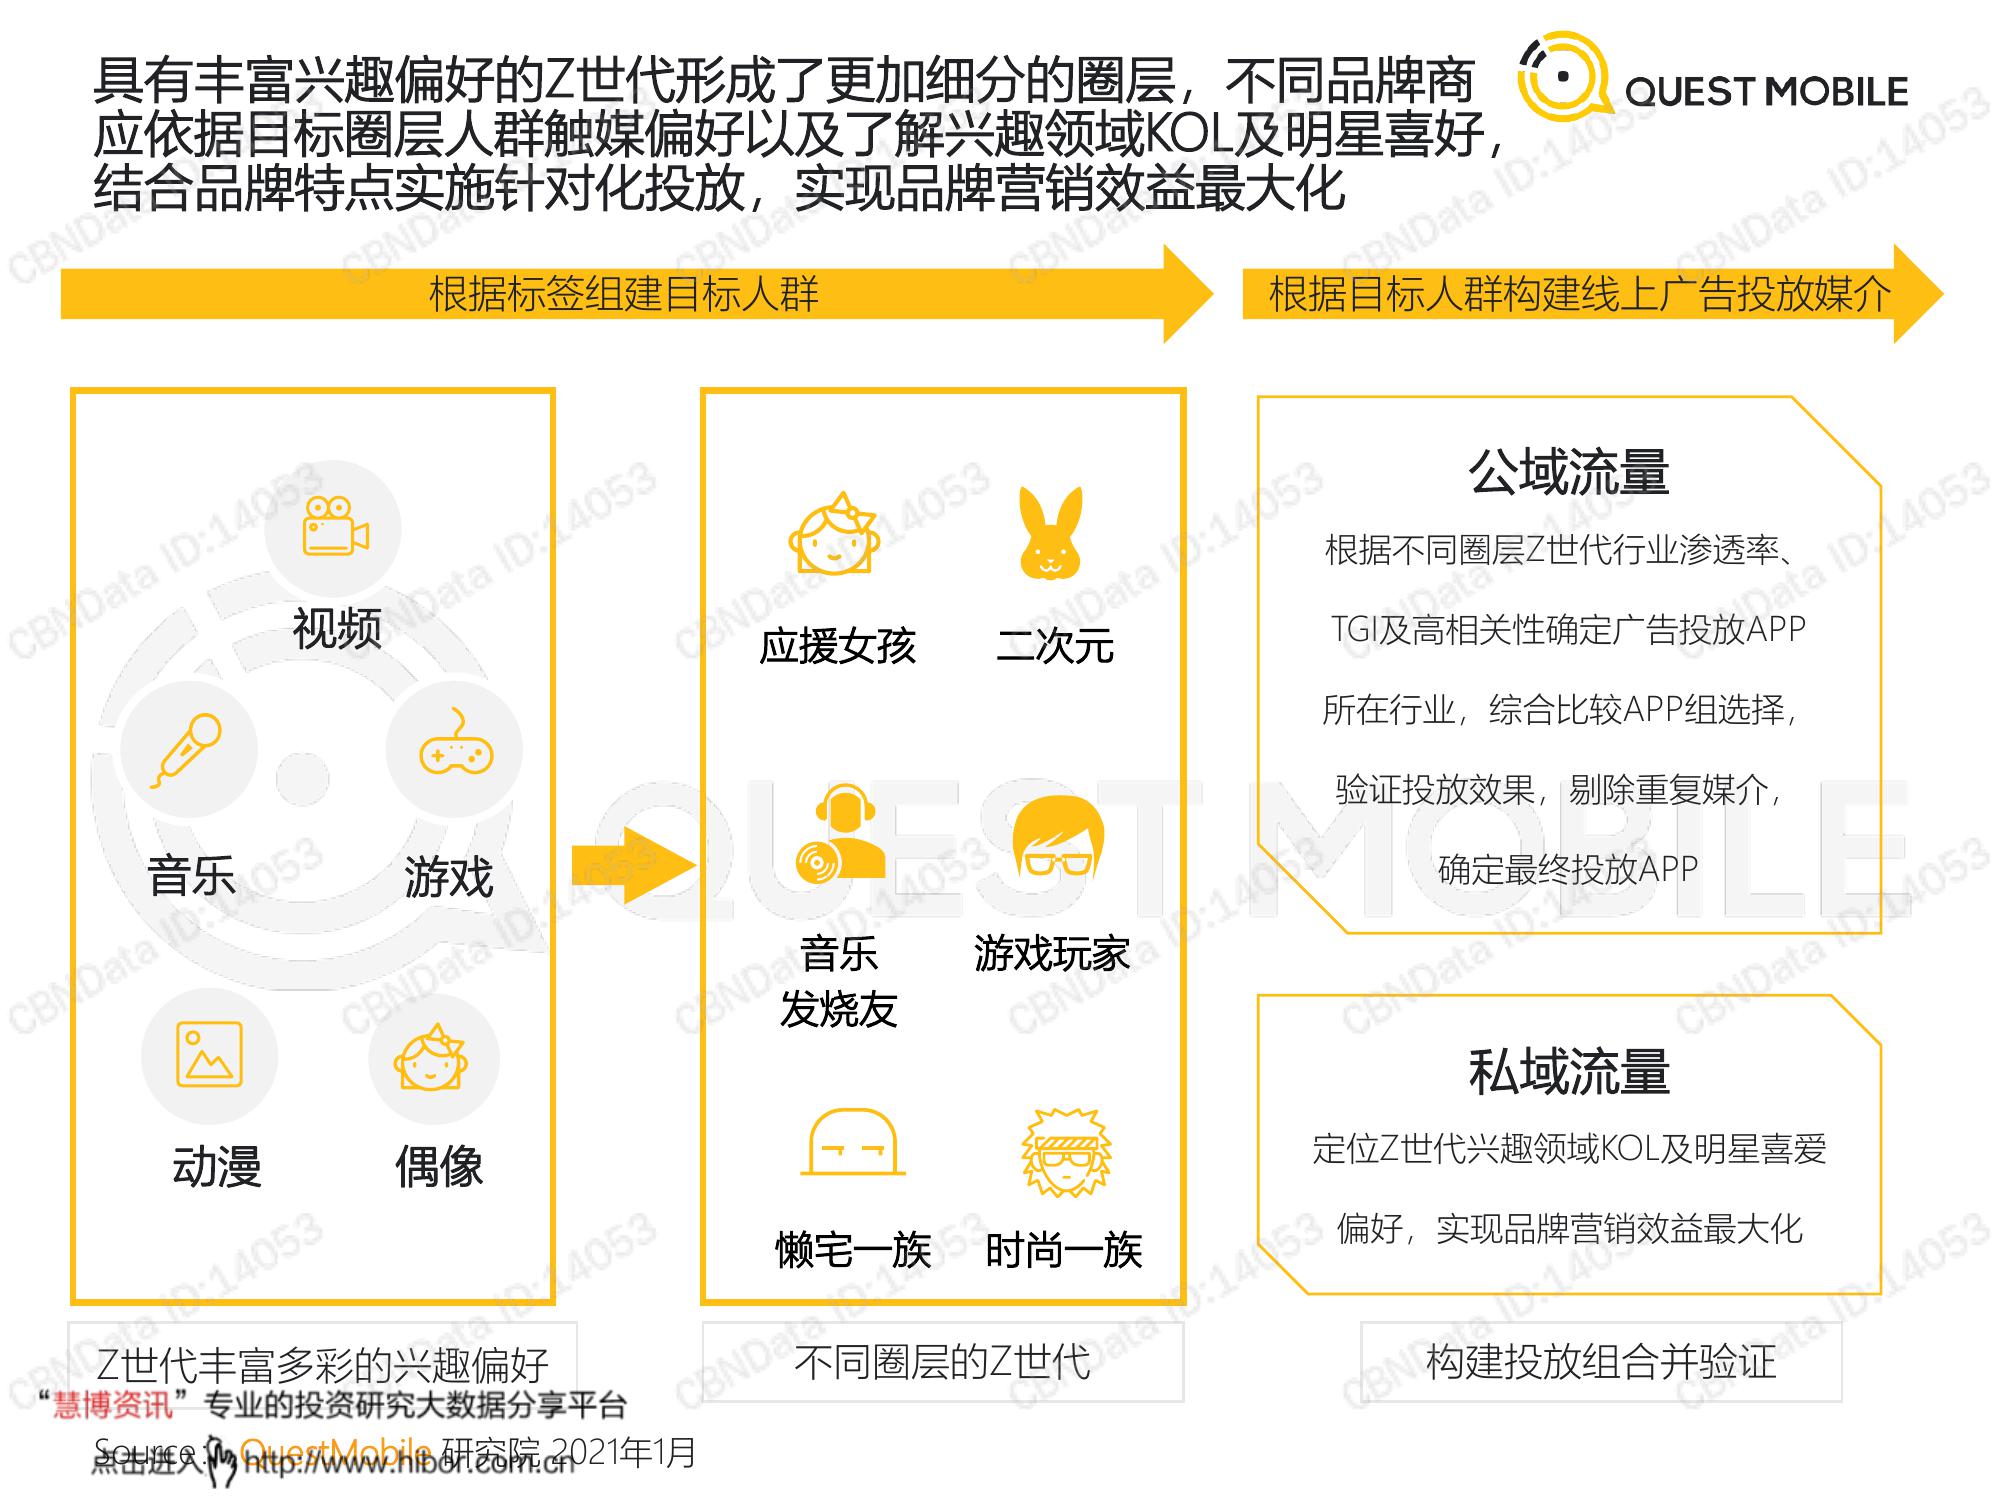 具有丰富兴趣偏好的Z世代形成了更加细分的圈层，不同品牌商
应依据目标圈层人群触媒偏好以及了解兴趣领域KOL及明星喜好，
结合品牌特点实施针对化投放，实现品牌营销效益最大化
QUEST MOBILE
根据标签组建目标人群
根据目标人群构建线上广告投放媒介
视频
音乐
游戏
动漫
偶像
应援女孩
二次元
音乐
发烧友
游戏玩家
懒宅一族
时尚一族
公域流量
根据不同圈层Z世代行业渗透率、
TGI及高相关性确定广告投放APP
所在行业，综合比较APP组选择，
验证投放效果，剔除重复媒介，
确定最终投放APP
私域流量
定位Z世代兴趣领域KOL及明星喜爱
偏好，实现品牌营销效益最大化
Z世代丰富多彩的兴趣偏好
不同圈层的Z世代
构建投放组合并验证
“慧博资讯”专业的投资研究大数据分享平台
Source：QuestMobile 研究院 2021年1月
点击进入 http://www.hibor.com.cn
QUEST MOBILE
CBNData ID:14053